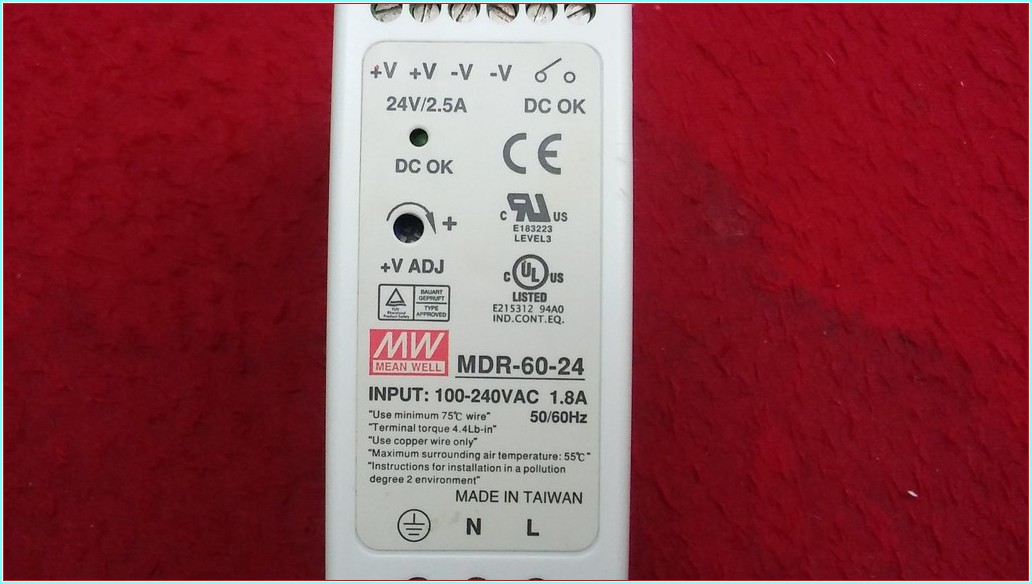 +V +V -V -V
24V/2.5A DC OK
DC OK
CE
C UR US
E183223
LEVEL3
+
+V ADJ
C UL US
LISTED
E215312 94A0
IND.CONT.EQ.
BAUART
GEPRUFT
TYPE
APPROVED
MW
MEAN WELL
MDR-60-24
INPUT: 100-240VAC 1.8A
50/60Hz
"Use minimum 75℃ wire"
"Terminal torque 4.4Lb-in"
"Use copper wire only"
"Maximum surrounding air temperature: 55℃"
"Instructions for installation in a pollution
degree 2 environment"
MADE IN TAIWAN
N L